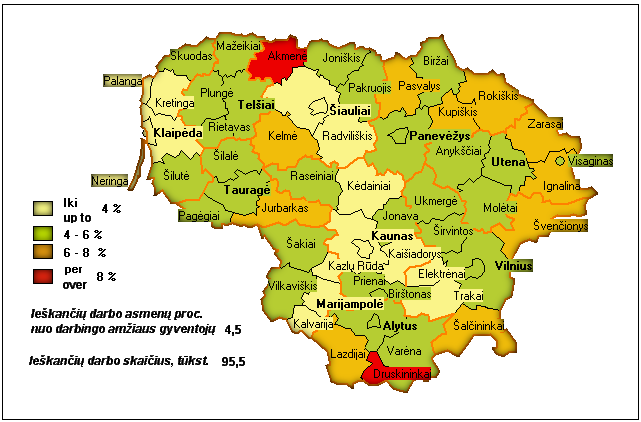 Mažeikiai
Skuodas
Akmenė
Joniškis
Biržai
Palanga
Plungė
Pakruojis
Pasvalys
Kretinga
Telšiai
Šiauliai
Rokiškis
Kupiškis
Klaipėda
Rietavas
Kelmė
Radviliškis
Panevėžys
Zarasai
Šilalė
Anykščiai
Utena
Visaginas
Neringa
Šilutė
Tauragė
Raseiniai
Kėdainiai
Ignalina
Pagėgiai
Jurbarkas
Jonava
Ukmergė
Molėtai
Švenčionys
Šakiai
Kaunas
Širvintos
Kaišiadorys
Kazlų Rūda
Elektrėnai
Vilnius
Vilkaviškis
Prienai
Birštonas
Trakai
Marijampolė
Kalvarija
Alytus
Šalčininkai
Lazdijai
Varėna
Druskininkai
Iki
up to 4 %
4 - 6 %
6 - 8 %
per
over 8 %
Ieškančių darbo asmenų proc.
nuo darbingo amžiaus gyventojų 4,5
Ieškančių darbo skaičius, tūkst. 95,5